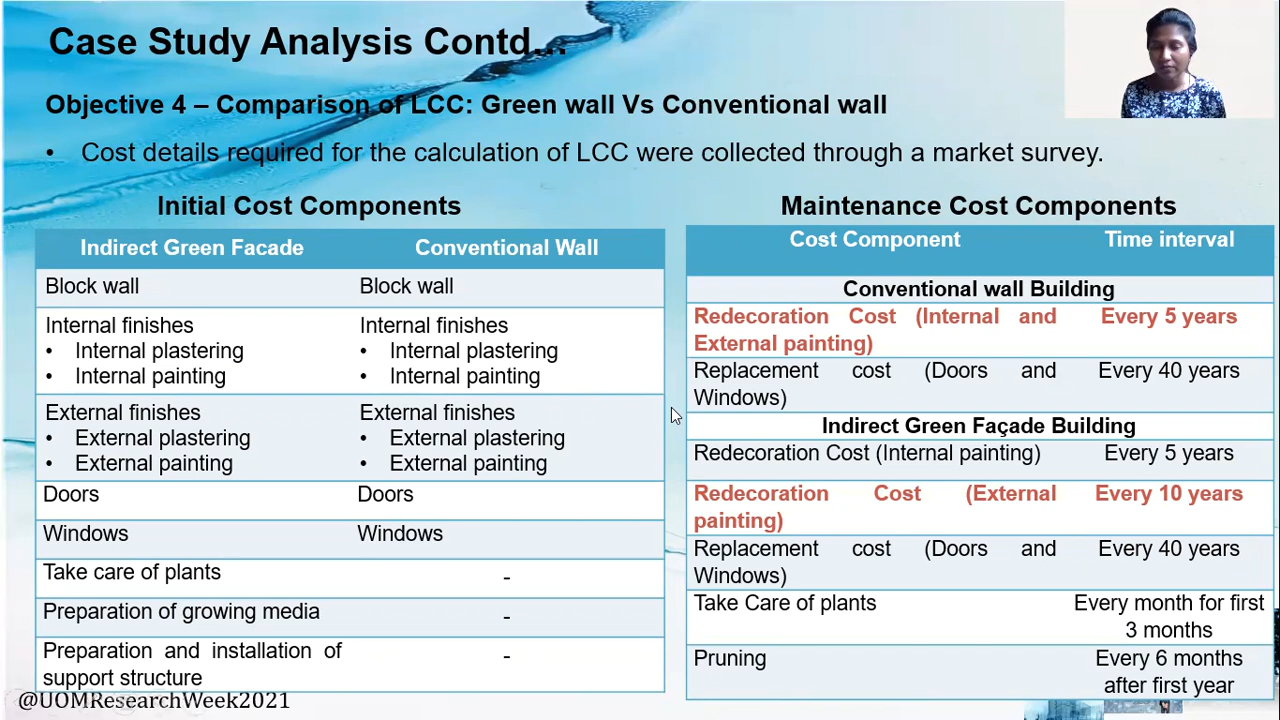 Case Study Analysis Contd...
Objective 4 – Comparison of LCC: Green wall Vs Conventional wall
• Cost details required for the calculation of LCC were collected through a market survey.
Initial Cost Components
Indirect Green Facade Conventional Wall
Block wall Block wall
Internal finishes Internal finishes
• Internal plastering • Internal plastering
• Internal painting • Internal painting
External finishes External finishes
• External plastering • External plastering
• External painting • External painting
Doors Doors
Windows Windows
Take care of plants -
Preparation of growing media -
Preparation and installation of -
support structure
Maintenance Cost Components
Cost Component Time interval
Conventional wall Building
Redecoration Cost (Internal and Every 5 years
External painting)
Replacement cost (Doors and Every 40 years
Windows)
Indirect Green Façade Building
Redecoration Cost (Internal painting) Every 5 years
Redecoration Cost (External Every 10 years
painting)
Replacement cost (Doors and Every 40 years
Windows)
Take Care of plants Every month for first
3 months
Pruning Every 6 months
after first year
@UOMResearchWeek2021